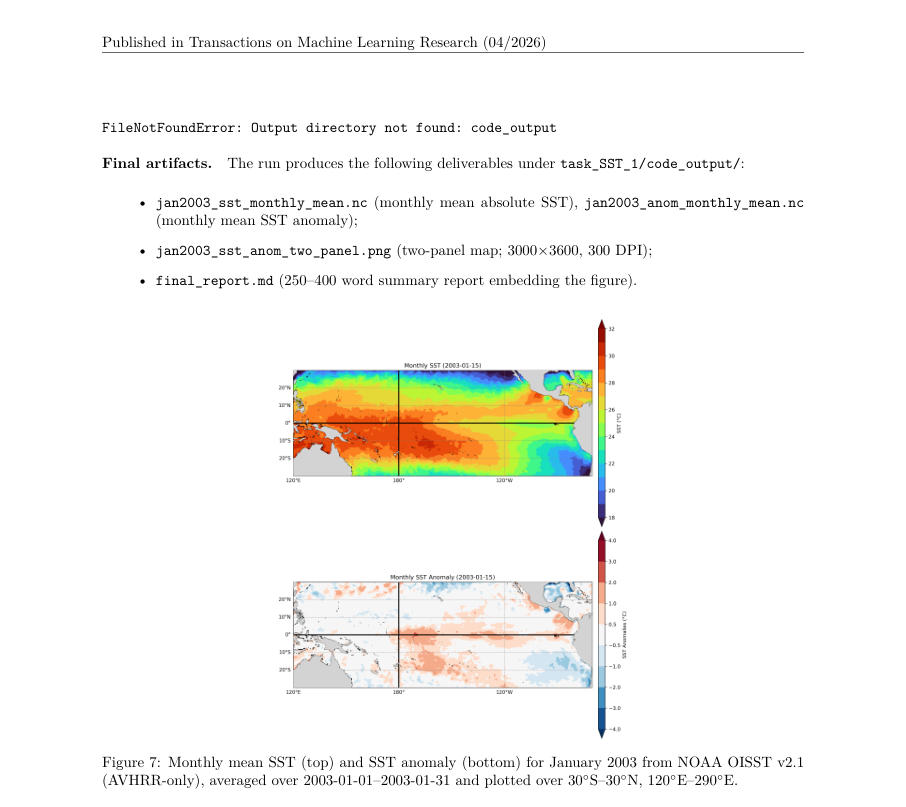 Published in Transactions on Machine Learning Research (04/2026)
FileNotFoundError: Output directory not found: code_output
Final artifacts. The run produces the following deliverables under task_SST_1/code_output/:
• jan2003_sst_monthly_mean.nc (monthly mean absolute SST), jan2003_anom_monthly_mean.nc
(monthly mean SST anomaly);
• jan2003_sst_anom_two_panel.png (two-panel map; 3000×3600, 300 DPI);
• final_report.md (250–400 word summary report embedding the figure).
Monthly SST (2003-01-15)
20°N
10°N
0°
10°S
20°S
120°E 180° 120°W
32
30
28
26
24
22
20
18
SST (°C)
Monthly SST Anomaly (2003-01-15)
20°N
10°N
0°
10°S
20°S
120°E 180° 120°W
4.0
3.0
2.0
1.0
0.5
−0.5
−1.0
−2.0
−3.0
−4.0
SST Anomalies (°C)
Figure 7: Monthly mean SST (top) and SST anomaly (bottom) for January 2003 from NOAA OISST v2.1
(AVHRR-only), averaged over 2003-01-01–2003-01-31 and plotted over 30°S–30°N, 120°E–290°E.